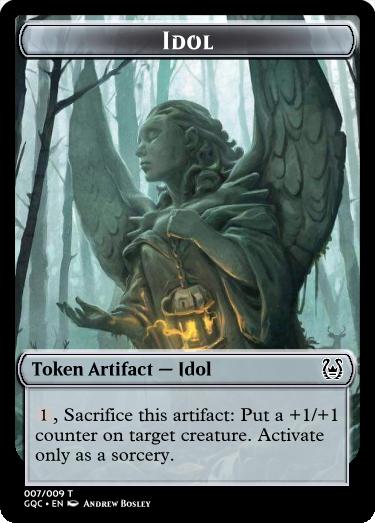 Idol
Token Artifact — Idol
1, Sacrifice this artifact: Put a +1/+1
counter on target creature. Activate
only as a sorcery.
007/009 T
GQC • EN Andrew Bosley